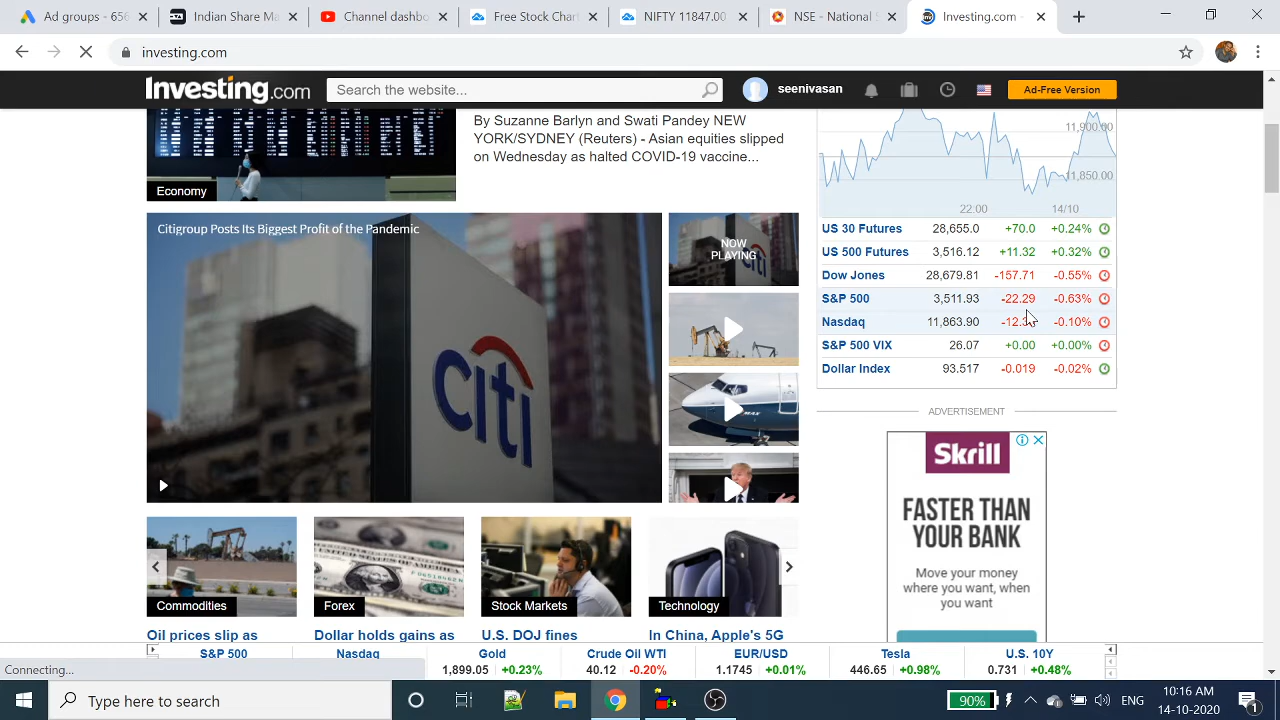 Ad groups - 656
Indian Share Ma
Channel dashbo
Free Stock Chart
NIFTY 11847.00
NSE - National
Investing.com -
investing.com
Investing.com
Search the website...
seenivasan
Ad-Free Version
By Suzanne Barlyn and Swati Pandey NEW
YORK/SYDNEY (Reuters) - Asian equities slipped
on Wednesday as halted COVID-19 vaccine...
Economy
Citigroup Posts Its Biggest Profit of the Pandemic
NOW
PLAYING
citi
11,850.00
22:00 14/10
US 30 Futures 28,655.0 +70.0 +0.24%
US 500 Futures 3,516.12 +11.32 +0.32%
Dow Jones 28,679.81 -157.71 -0.55%
S&P 500 3,511.93 -22.29 -0.63%
Nasdaq 11,863.90 -0.10%
S&P 500 VIX 26.07 +0.00 +0.00%
Dollar Index 93.517 -0.019 -0.02%
ADVERTISEMENT
Skrill
FASTER THAN
YOUR BANK
Move your money
where you want, when
you want
Commodities
Forex
Stock Markets
Technology
Oil prices slip as
Dollar holds gains as
U.S. DOJ fines
In China, Apple's 5G
S&P 500
Nasdaq
Gold
1,899.05 +0.23%
Crude Oil WTI
40.12 -0.20%
EUR/USD
1.1745 +0.01%
Tesla
446.65 +0.98%
U.S. 10Y
0.731 +0.48%
Connecting...
Type here to search
90%
ENG
10:16 AM
14-10-2020
1